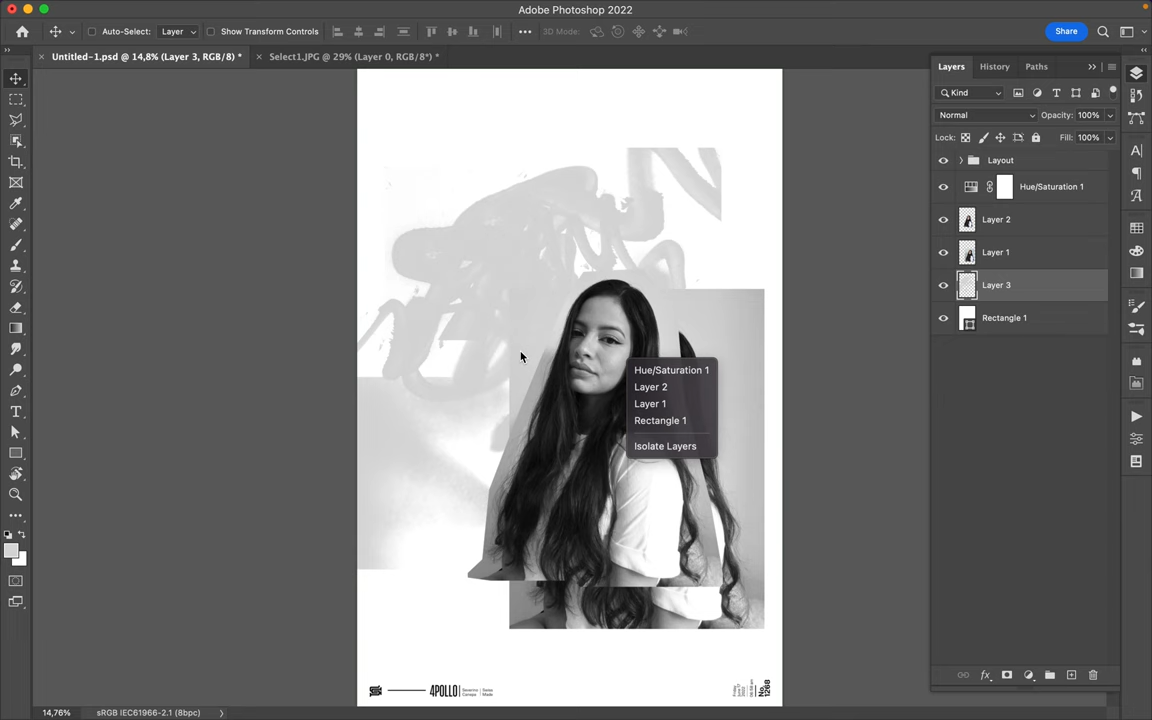 Adobe Photoshop 2022
Auto-Select: Layer Show Transform Controls 3D Mode: Share
Untitled-1.psd @ 14,8% (Layer 3, RGB/8) * Select1.JPG @ 29% (Layer 0, RGB/8*) *
Layers History Paths
Kind
Normal Opacity: 100%
Lock: Fill: 100%
Layout
Hue/Saturation 1
Layer 2
Layer 1
Layer 3
Rectangle 1
Hue/Saturation 1
Layer 2
Layer 1
Rectangle 1
Isolate Layers
4POLLO
No. 1268
14,76% sRGB IEC61966-2.1 (8bpc)